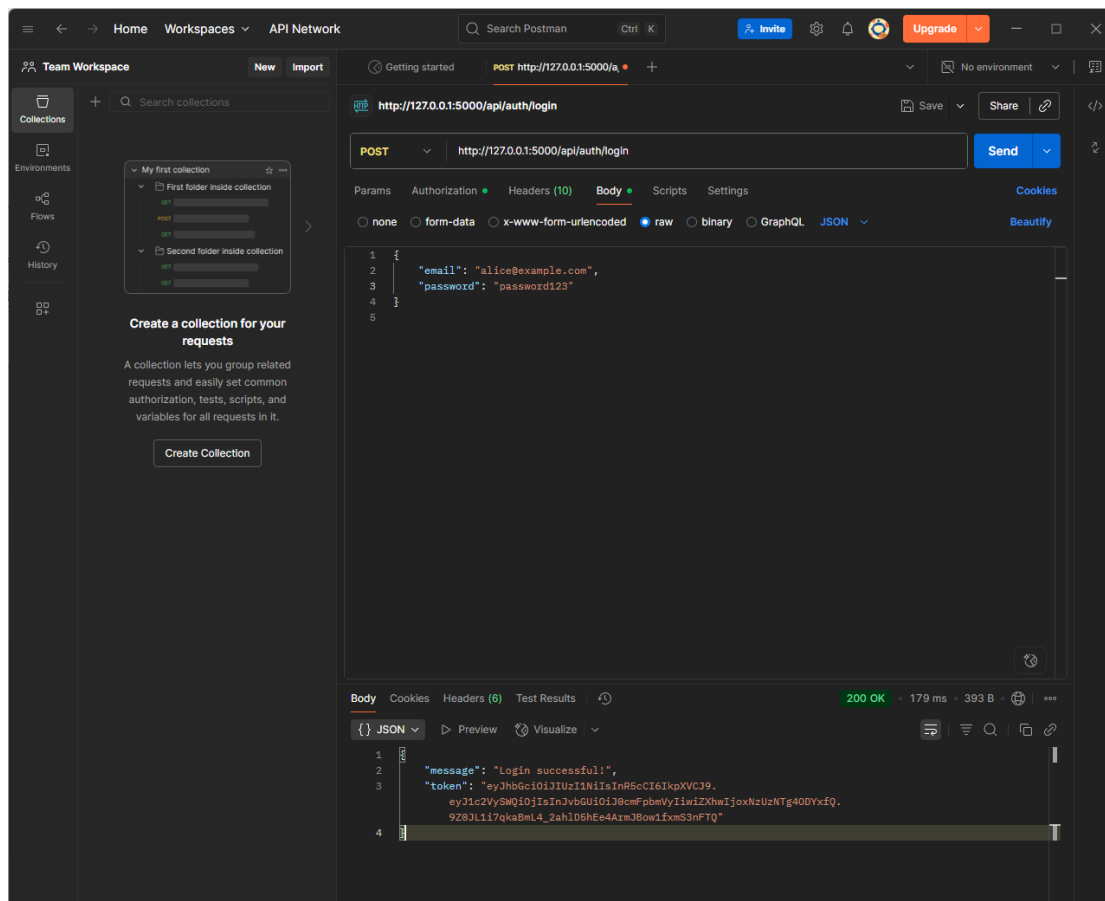 Home Workspaces API Network Search Postman Ctrl K Invite Upgrade
Team Workspace New Import Getting started POST http://127.0.0.1:5000/a No environment
Collections
Search collections
Environments
Flows
History
My first collection
First folder inside collection
GET
POST
GET
Second folder inside collection
GET
GET
Create a collection for your
requests
A collection lets you group related
requests and easily set common
authorization, tests, scripts, and
variables for all requests in it.
Create Collection
HTTP http://127.0.0.1:5000/api/auth/login Save Share
POST http://127.0.0.1:5000/api/auth/login Send
Params Authorization Headers (10) Body Scripts Settings Cookies
none form-data x-www-form-urlencoded raw binary GraphQL JSON Beautify
1 {
2 "email": "alice@example.com",
3 "password": "password123"
4 }
5
Body Cookies Headers (6) Test Results 200 OK 179 ms 393 B
{} JSON Preview Visualize
1 {
2 "message": "Login successful!",
3 "token": "eyJhbGciOiJIUzI1NiIsInR5cCI6IkpXVCJ9.
eyJ1c2VySWQiOjIsInJvbGUiOiJ0cmFpbmVyIiwiZXhwIjoxNzUzNTg4ODYxfQ.
9Z0JL1i7qkaBmL4_2ahlD5hEe4ArmJBow1fxmS3nFTQ"
4 }